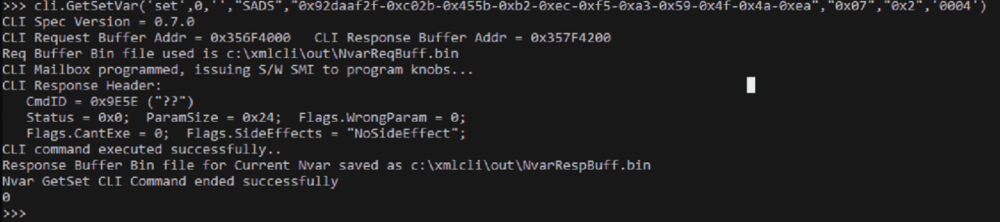 >>> cli.GetSetVar('set',0,'',"SADS","0x92daaf2f-0xc02b-0x455b-0xb2-0xec-0xf5-0xa3-0x59-0x4f-0x4a-0xea","0x07","0x2",'0004')
CLI Spec Version = 0.7.0
CLI Request Buffer Addr = 0x356F4000   CLI Response Buffer Addr = 0x357F4200
Req Buffer Bin file used is c:\xmlcli\out\NvarReqBuff.bin
CLI Mailbox programmed, issuing S/W SMI to program knobs...
CLI Response Header:
   CmdID = 0x9E5E ("??")
   Status = 0x0;  ParamSize = 0x24;  Flags.WrongParam = 0;
   Flags.CantExe = 0;  Flags.SideEffects = "NoSideEffect";
CLI command executed successfully..
Response Buffer Bin file for Current Nvar saved as c:\xmlcli\out\NvarRespBuff.bin
Nvar GetSet CLI Command ended successfully
0
>>>